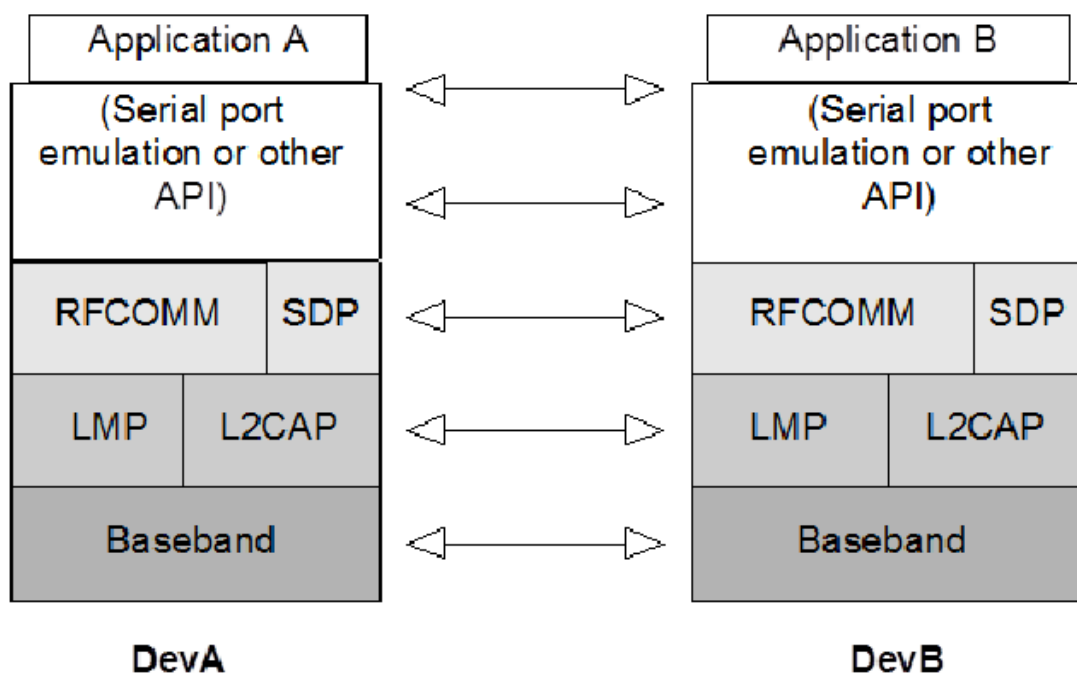 Application A
(Serial port
emulation or other
API)
RFCOMM
SDP
LMP
L2CAP
Baseband
DevA
Application B
(Serial port
emulation or other
API)
RFCOMM
SDP
LMP
L2CAP
Baseband
DevB